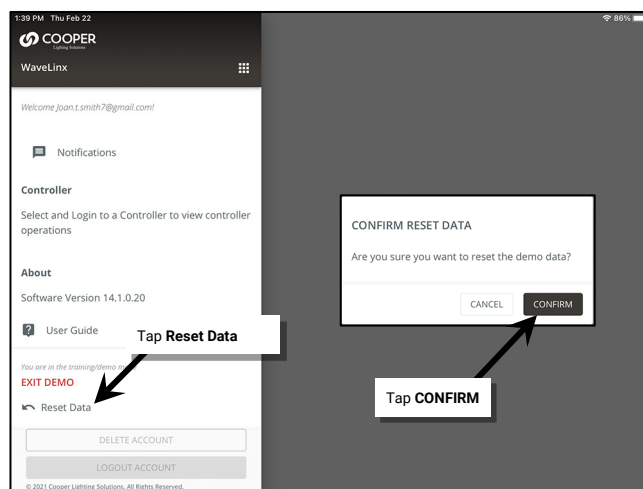 1:39 PM Thu Feb 22
86%
COOPER
Lighting Solutions
WaveLinx
Welcome Joan.t.smith7@gmail.com!
Notifications
Controller
Select and Login to a Controller to view controller
operations
About
Software Version 14.1.0.20
User Guide
Tap Reset Data
You are in the training/demo
EXIT DEMO
Reset Data
DELETE ACCOUNT
LOGOUT ACCOUNT
© 2021 Cooper Lighting Solutions. All Rights Reserved.
CONFIRM RESET DATA
Are you sure you want to reset the demo data?
CANCEL CONFIRM
Tap CONFIRM